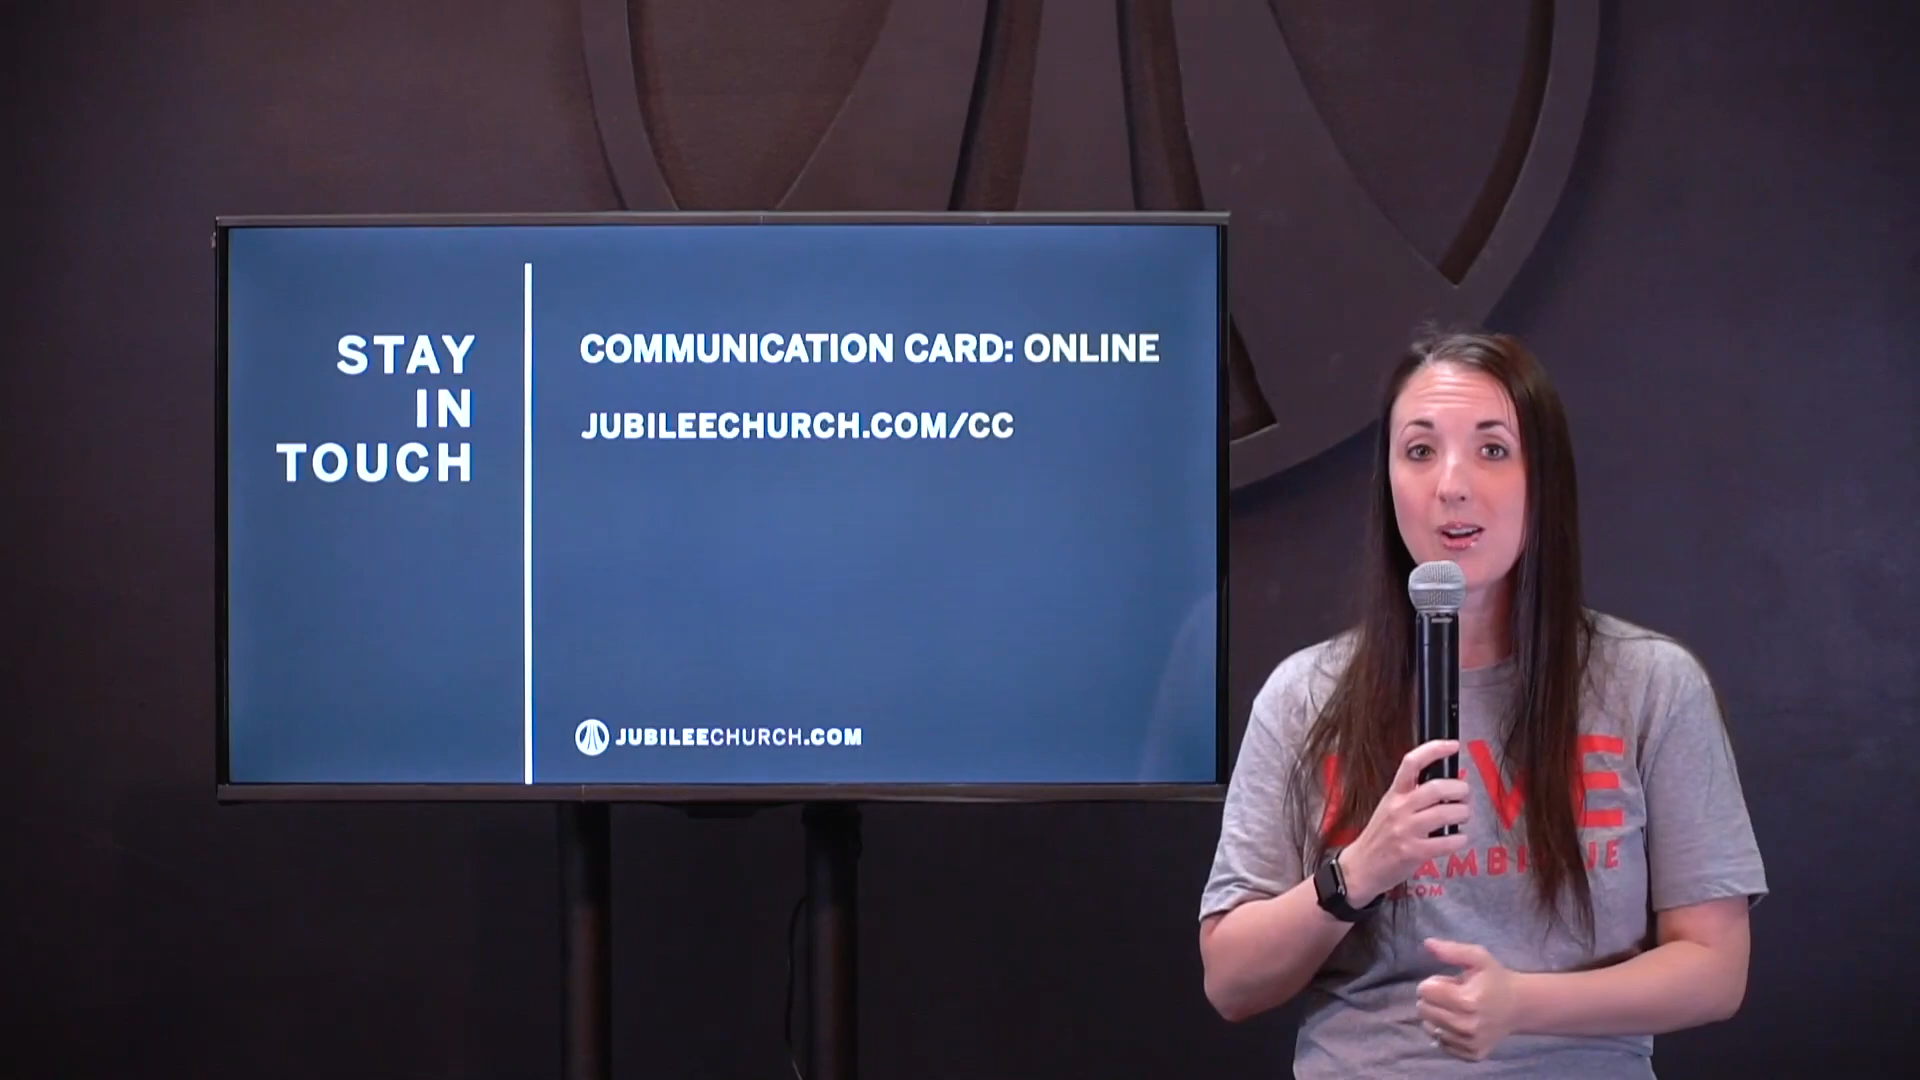 STAY
IN
TOUCH
COMMUNICATION CARD: ONLINE
JUBILEECHURCH.COM/CC
JUBILEECHURCH.COM